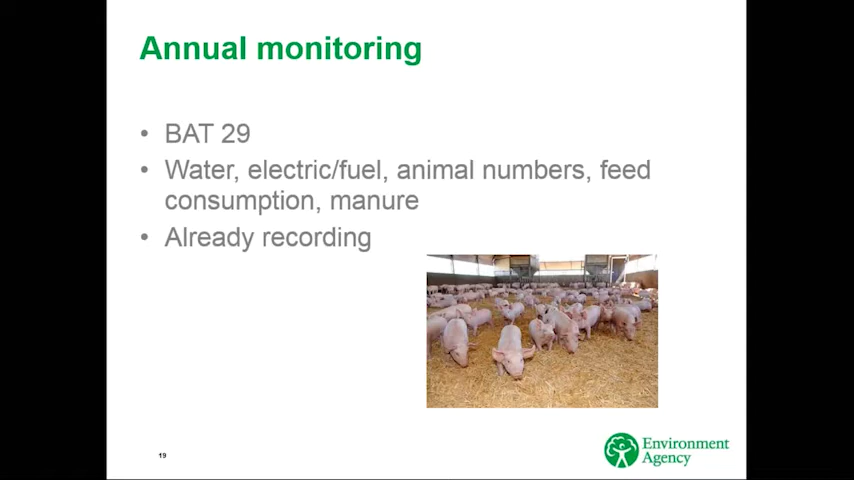 Annual monitoring
• BAT 29
• Water, electric/fuel, animal numbers, feed
consumption, manure
• Already recording
19
Environment
Agency